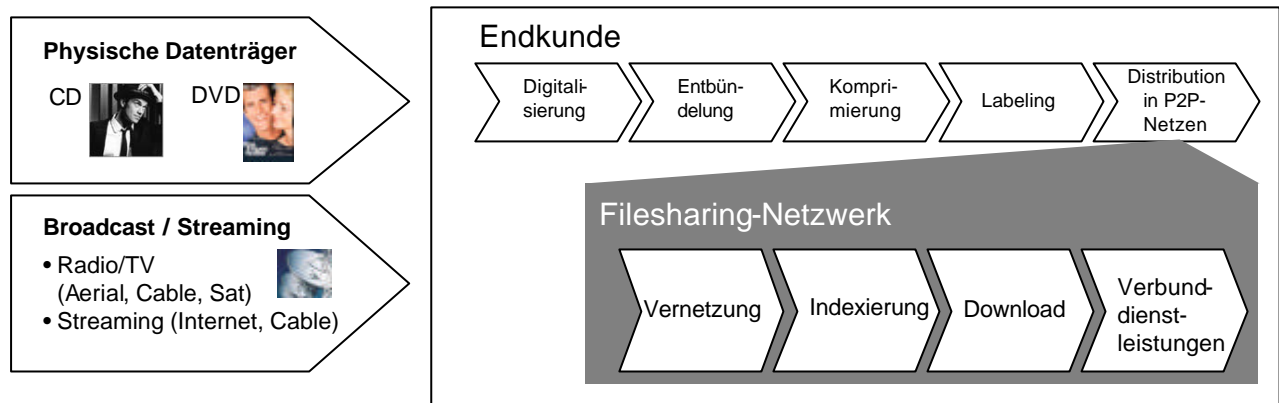 Physische Datenträger
CD
DVD
Broadcast / Streaming
• Radio/TV
(Aerial, Cable, Sat)
• Streaming (Internet, Cable)
Endkunde
Digitali-
sierung
Entbün-
delung
Kompri-
mierung
Labeling
Distribution
in P2P-
Netzen
Filesharing-Netzwerk
Vernetzung
Indexierung
Download
Verbund-
dienst-
leistungen